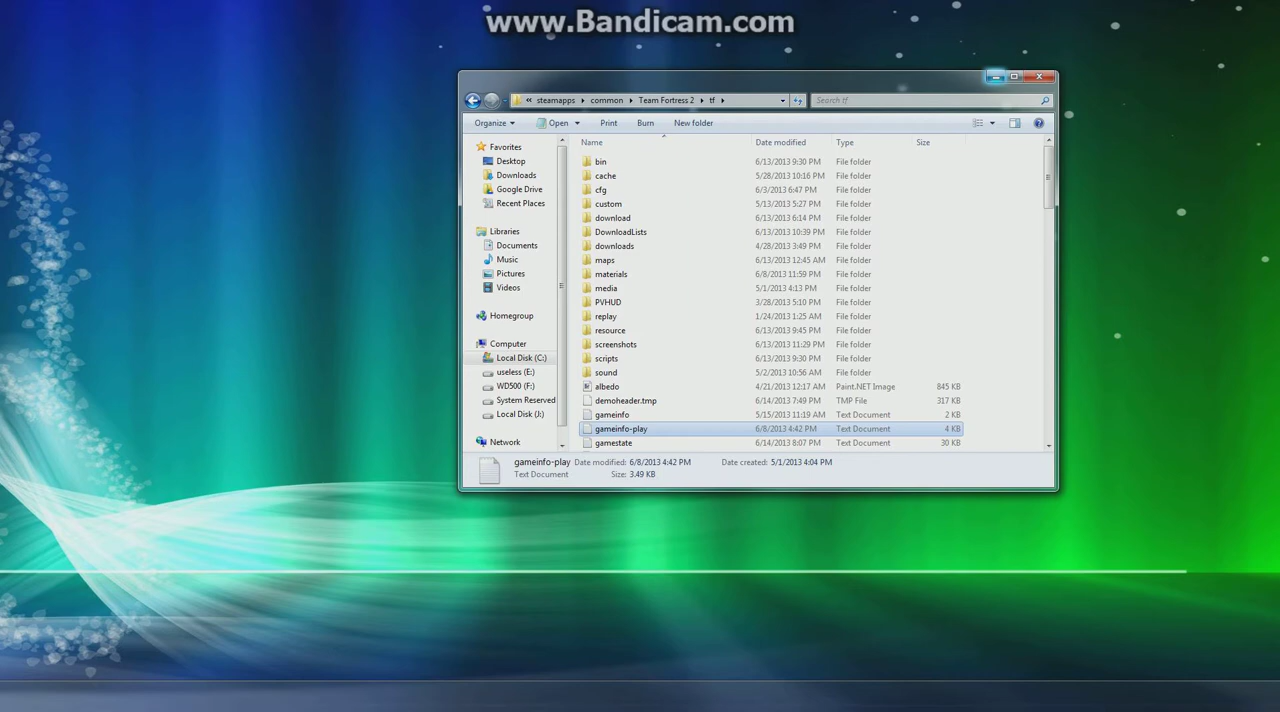 www.Bandicam.com
« steamapps common Team Fortress 2 tf Search tf
Organize Open Print Burn New folder
Name Date modified Type Size
Favorites
Desktop
Downloads
Google Drive
Recent Places
Libraries
Documents
Music
Pictures
Videos
Homegroup
Computer
Local Disk (C:)
useless (E:)
WD500 (F:)
System Reserved
Local Disk (J:)
Network
bin 6/13/2013 9:30 PM File folder
cache 5/28/2013 10:16 PM File folder
cfg 6/3/2013 6:47 PM File folder
custom 5/13/2013 5:27 PM File folder
download 6/13/2013 6:14 PM File folder
DownloadLists 6/13/2013 10:39 PM File folder
downloads 4/28/2013 3:49 PM File folder
maps 6/13/2013 12:45 AM File folder
materials 6/8/2013 11:59 PM File folder
media 5/1/2013 4:13 PM File folder
PVHUD 3/28/2013 5:10 PM File folder
replay 1/24/2013 1:25 AM File folder
resource 6/13/2013 9:45 PM File folder
screenshots 6/13/2013 11:29 PM File folder
scripts 6/13/2013 9:30 PM File folder
sound 5/2/2013 10:56 AM File folder
albedo 4/21/2013 12:17 AM Paint.NET Image 845 KB
demoheader.tmp 6/14/2013 7:49 PM TMP File 317 KB
gameinfo 5/15/2013 11:19 AM Text Document 2 KB
gameinfo-play 6/8/2013 4:42 PM Text Document 4 KB
gamestate 6/14/2013 8:07 PM Text Document 30 KB
gameinfo-play Date modified: 6/8/2013 4:42 PM Date created: 5/1/2013 4:04 PM
Text Document Size: 3.49 KB